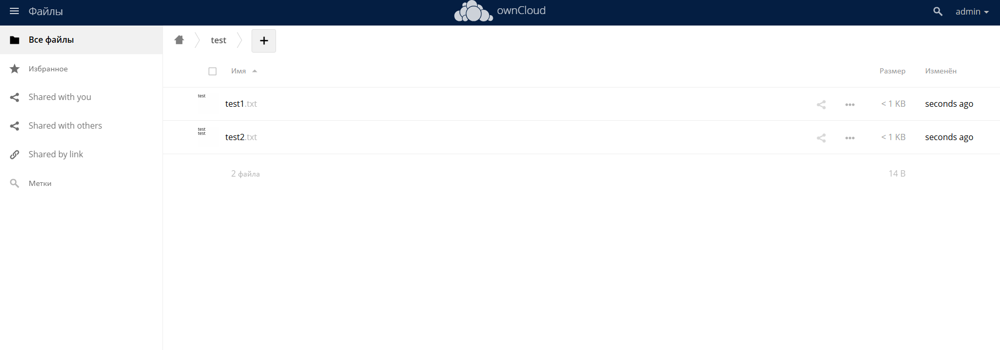 Файлы
ownCloud
admin
Все файлы
Избранное
Shared with you
Shared with others
Shared by link
Метки
test
Имя Размер Изменён
test
test1.txt < 1 KB seconds ago
test
test
test2.txt < 1 KB seconds ago
2 файла 14 B